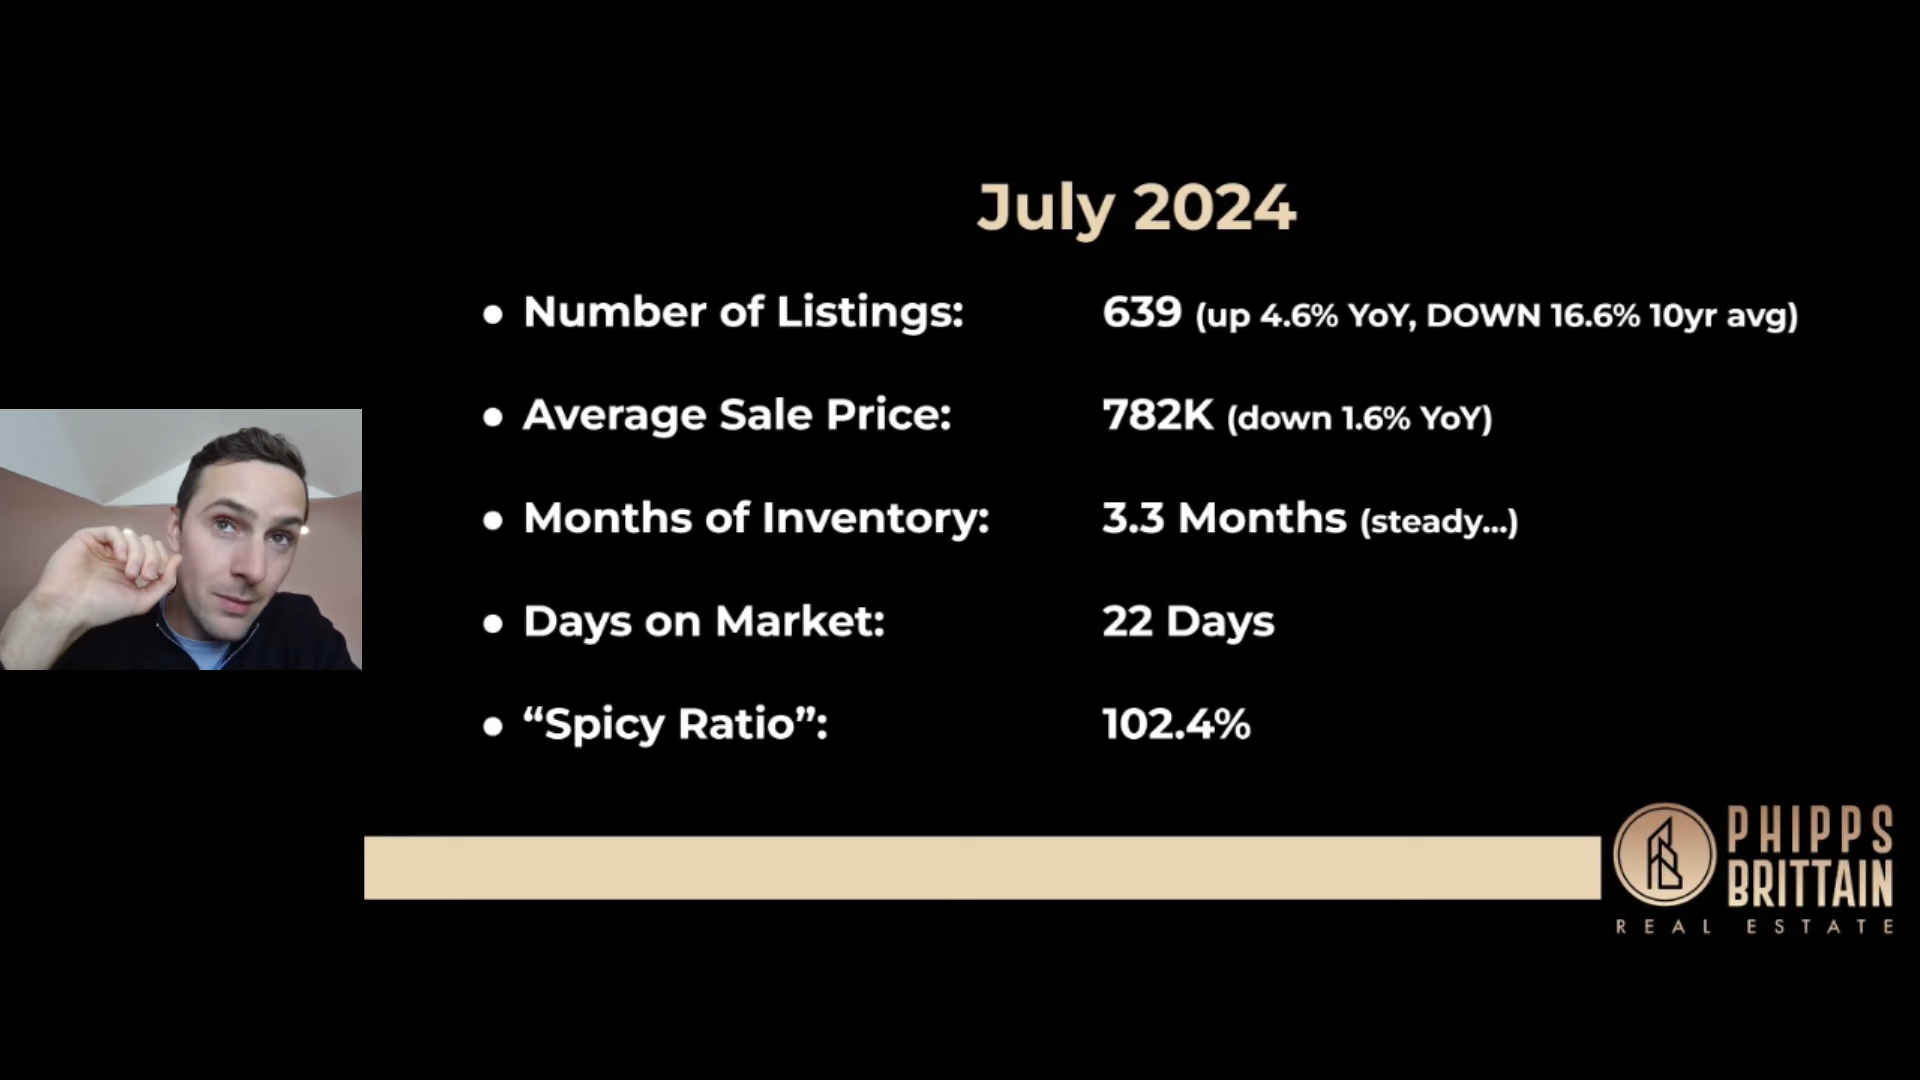 July 2024
● Number of Listings: 639 (up 4.6% YoY, DOWN 16.6% 10yr avg)
● Average Sale Price: 782K (down 1.6% YoY)
● Months of Inventory: 3.3 Months (steady...)
● Days on Market: 22 Days
● “Spicy Ratio”: 102.4%
PHIPPS
BRITTAIN
REAL ESTATE